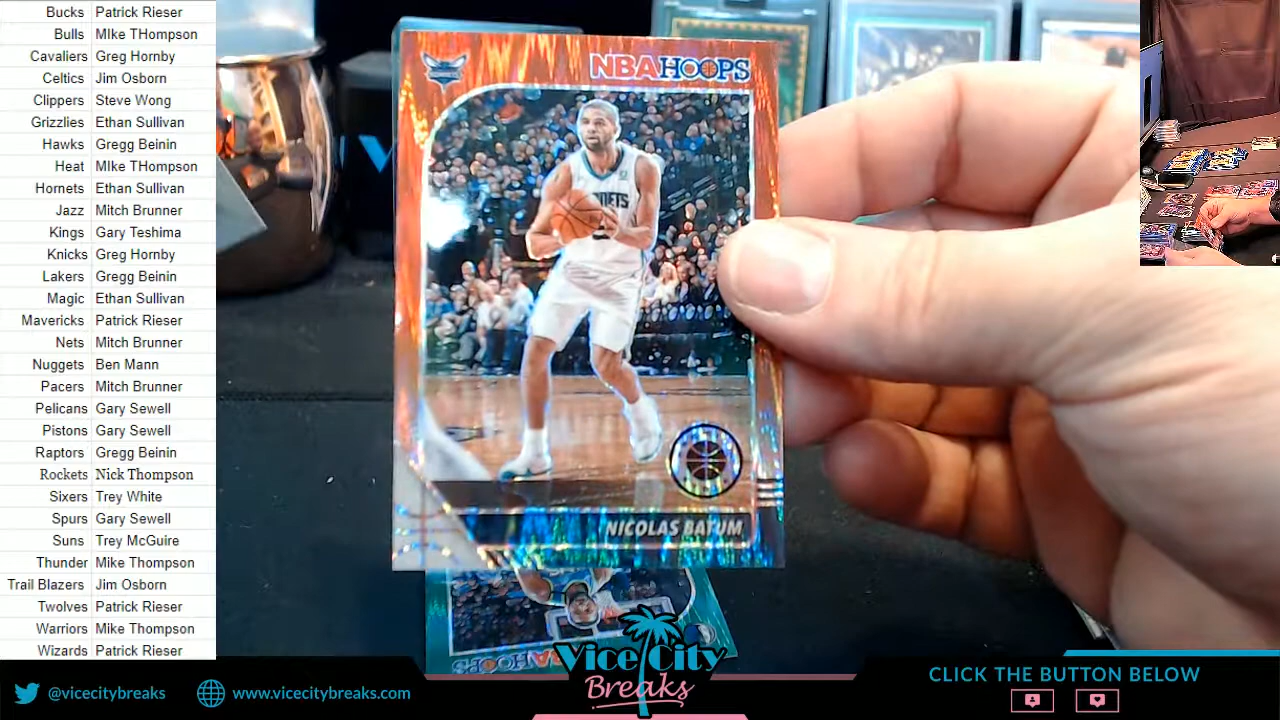 Bucks Patrick Rieser
Bulls MIke THompson
Cavaliers Greg Hornby
Celtics Jim Osborn
Clippers Steve Wong
Grizzlies Ethan Sullivan
Hawks Gregg Beinin
Heat MIke THompson
Hornets Ethan Sullivan
Jazz Mitch Brunner
Kings Gary Teshima
Knicks Greg Hornby
Lakers Gregg Beinin
Magic Ethan Sullivan
Mavericks Patrick Rieser
Nets Mitch Brunner
Nuggets Ben Mann
Pacers Mitch Brunner
Pelicans Gary Sewell
Pistons Gary Sewell
Raptors Gregg Beinin
Rockets Nick Thompson
Sixers Trey White
Spurs Gary Sewell
Suns Trey McGuire
Thunder Mike Thompson
Trail Blazers Jim Osborn
Twolves Patrick Rieser
Warriors Mike Thompson
Wizards Patrick Rieser
NBA HOOPS
NICOLAS BATUM
NBA HOOPS
Vice City
Breaks
@vicecitybreaks
www.vicecitybreaks.com
CLICK THE BUTTON BELOW